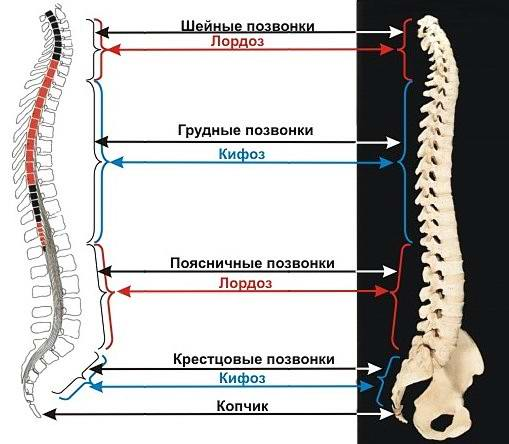 Шейные позвонки
Лордоз
Грудные позвонки
Кифоз
Поясничные позвонки
Лордоз
Крестцовые позвонки
Кифоз
Копчик